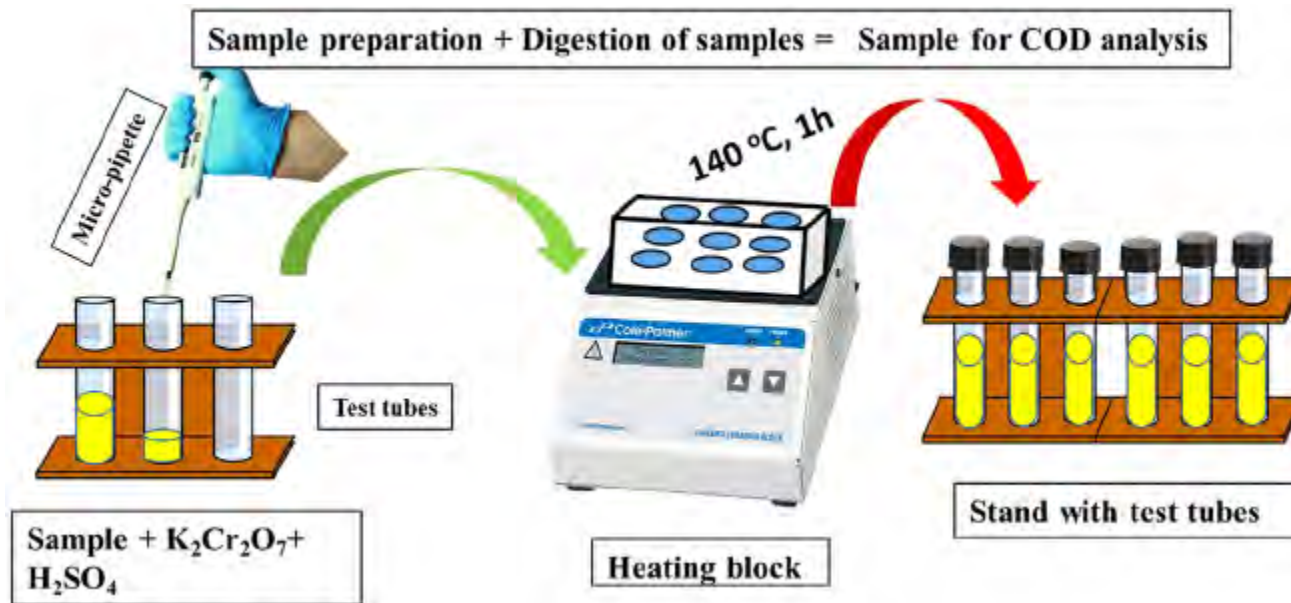 Sample preparation + Digestion of samples = Sample for COD analysis
Micro-pipette
140 °C, 1h
Cole-Parmer
Test tubes
Sample + K₂Cr₂O₇+
H₂SO₄
Heating block
Stand with test tubes